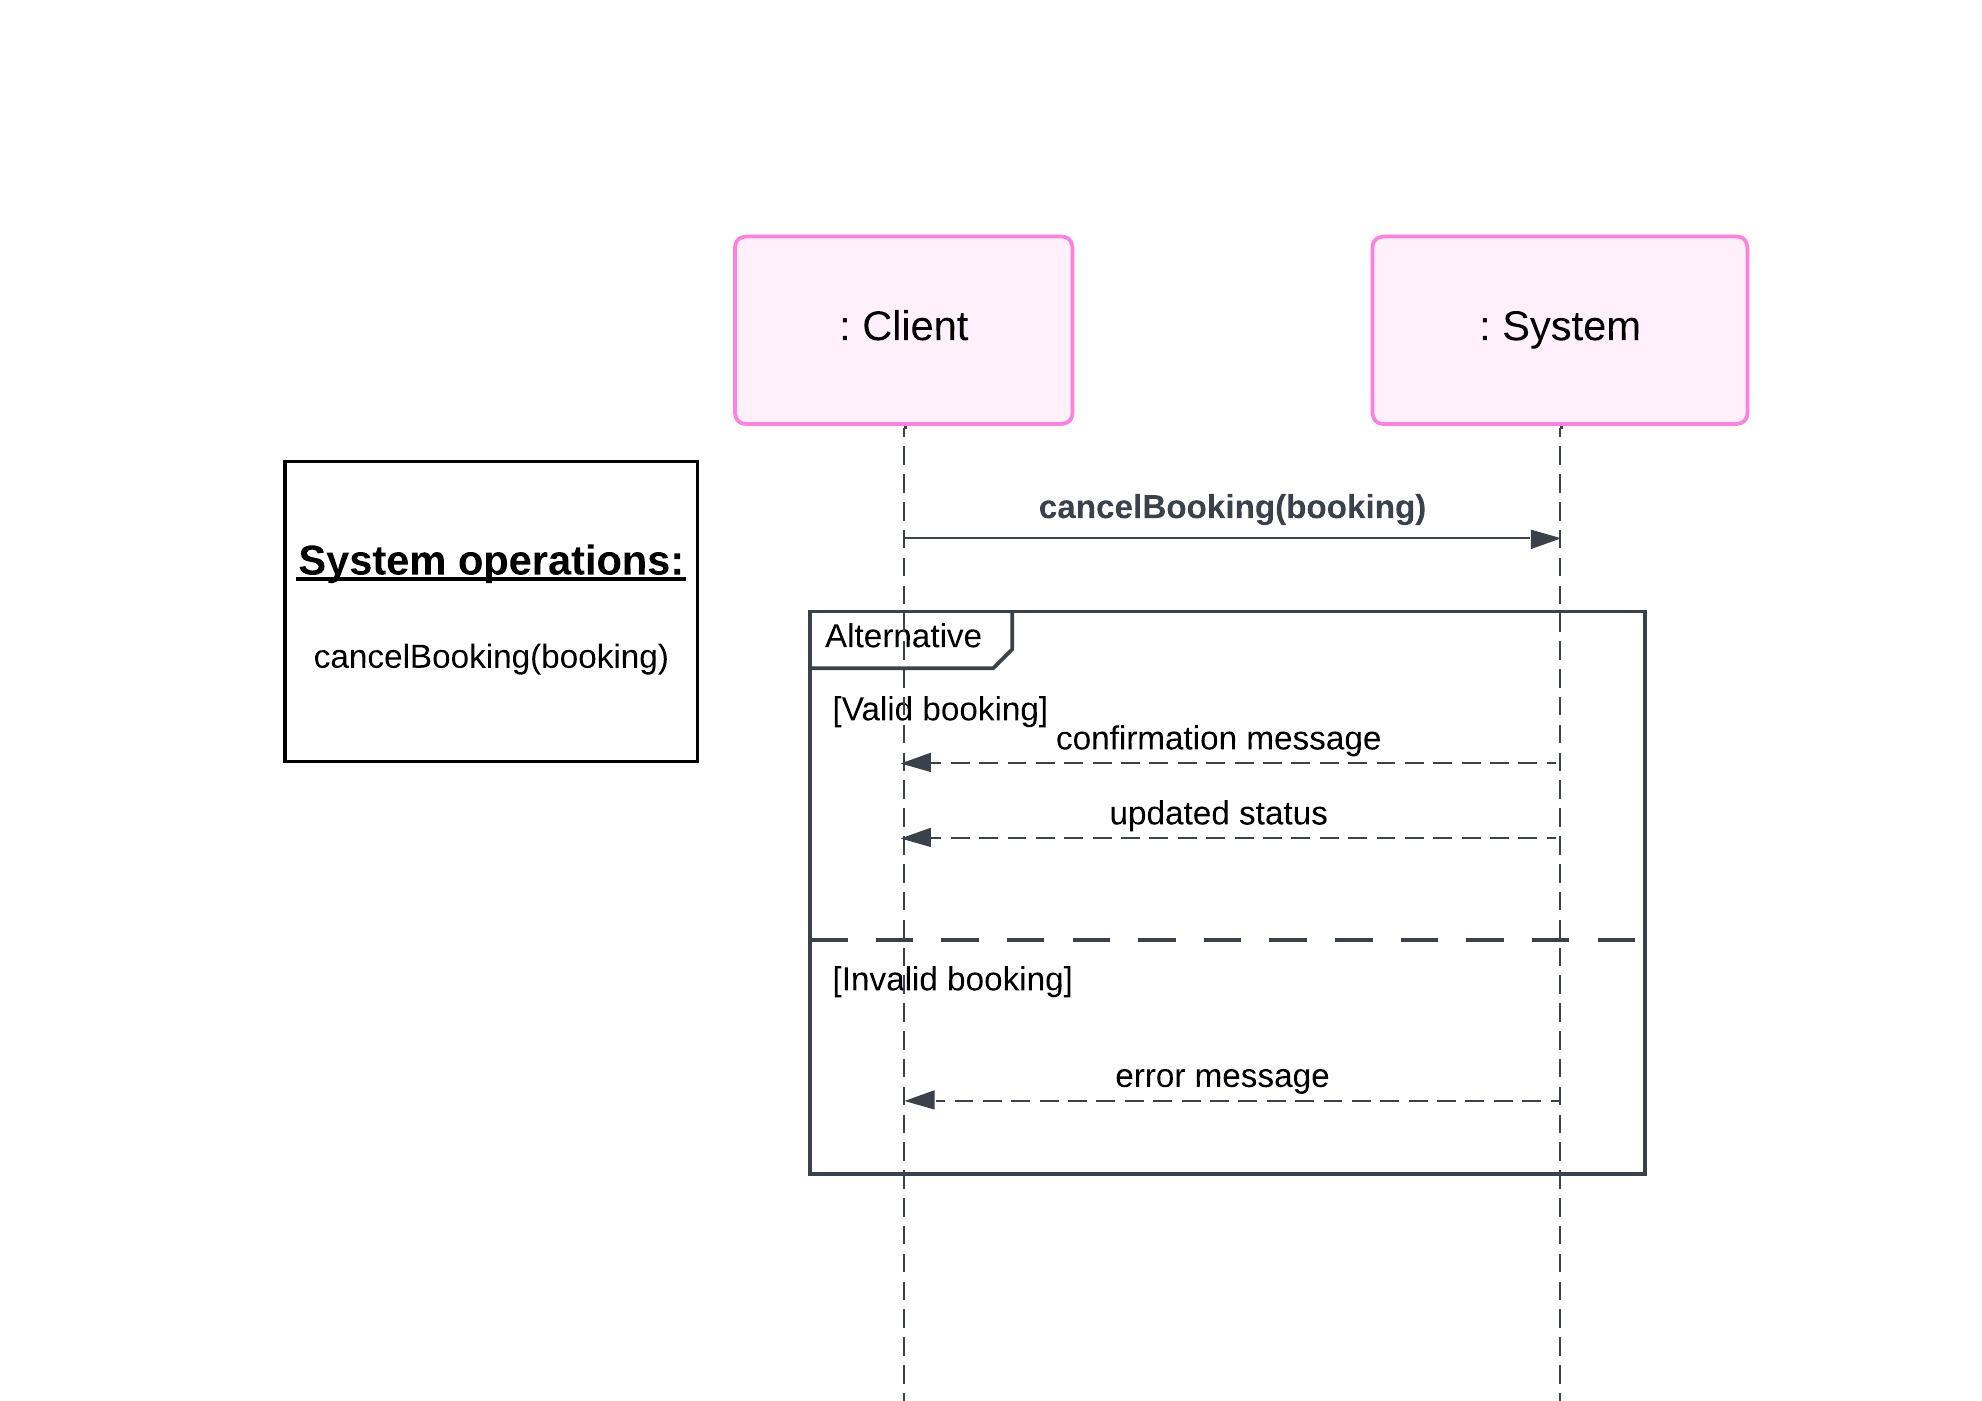 : Client
: System
System operations:
cancelBooking(booking)
cancelBooking(booking)
Alternative
[Valid booking]
confirmation message
updated status
[Invalid booking]
error message